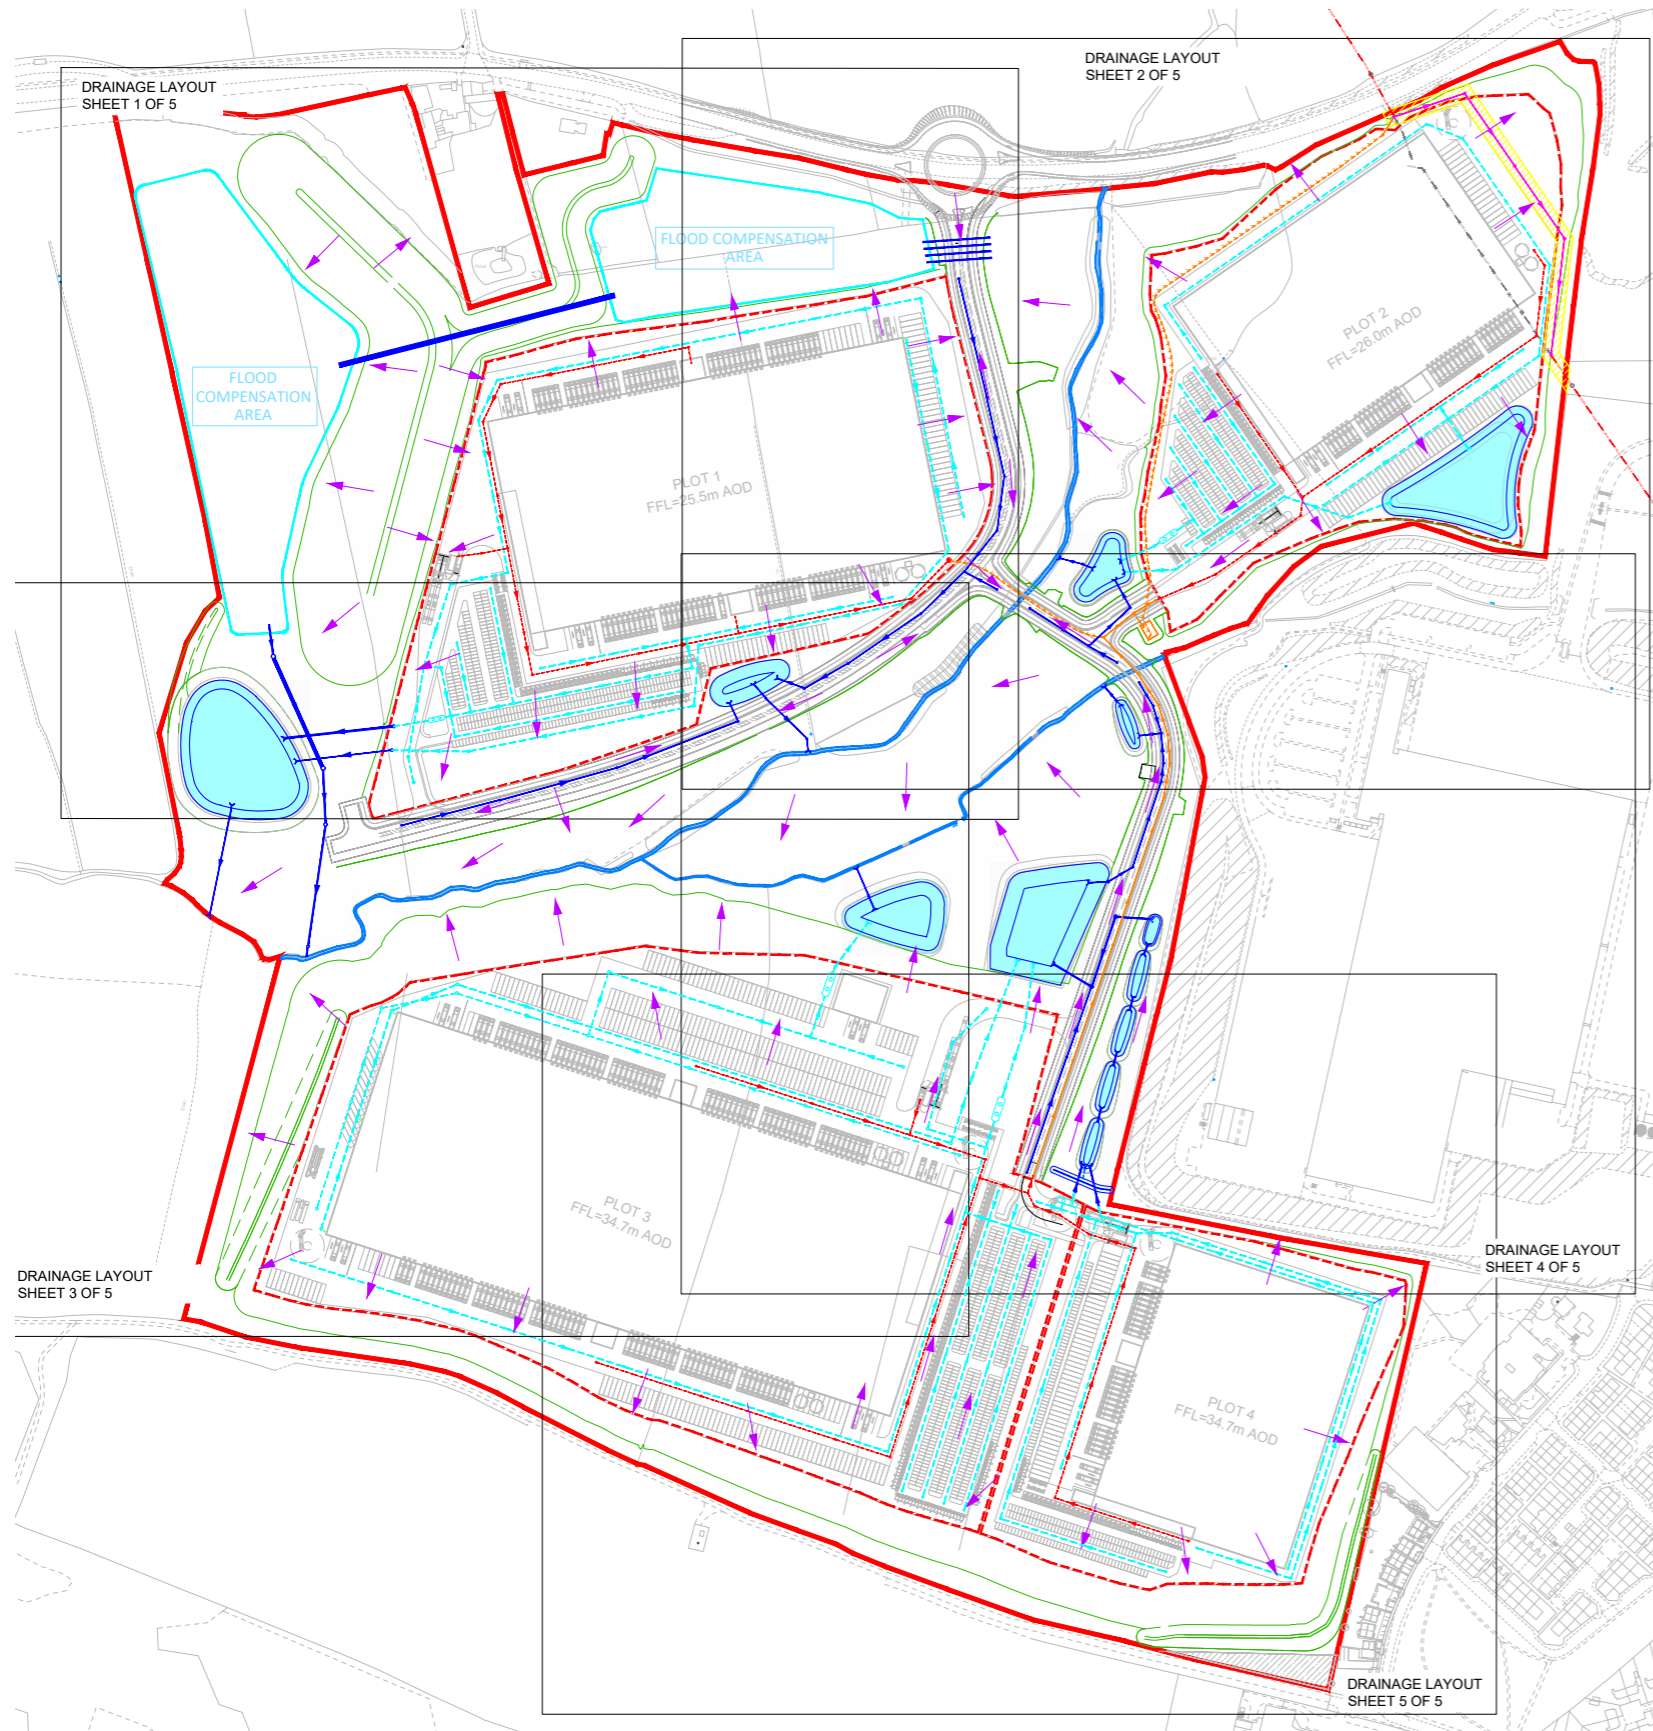 DRAINAGE LAYOUT
SHEET 1 OF 5
DRAINAGE LAYOUT
SHEET 2 OF 5
FLOOD COMPENSATION
AREA
FLOOD
COMPENSATION
AREA
PLOT 2
FFL=26.0m AOD
PLOT 1
FFL=25.5m AOD
PLOT 3
FFL=34.7m AOD
DRAINAGE LAYOUT
SHEET 3 OF 5
DRAINAGE LAYOUT
SHEET 4 OF 5
PLOT 4
FFL=34.7m AOD
DRAINAGE LAYOUT
SHEET 5 OF 5